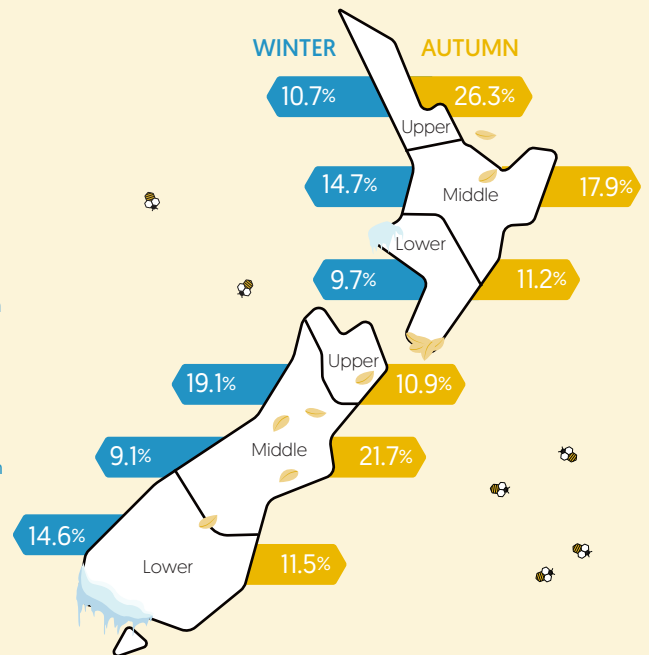 WINTER AUTUMN
10.7% 26.3%
Upper
14.7% 17.9%
Middle
Lower
9.7% 11.2%
Upper
19.1% 10.9%
Middle
9.1% 21.7%
14.6%
Lower
11.5%